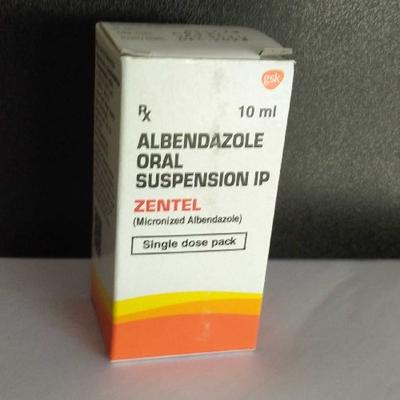 gsk
Rx 10 ml
ALBENDAZOLE
ORAL
SUSPENSION IP
ZENTEL
(Micronized Albendazole)
Single dose pack